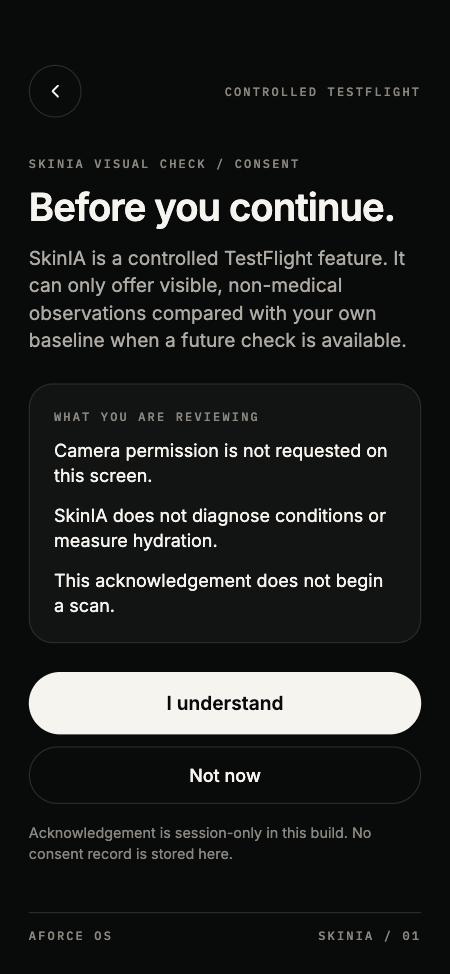 CONTROLLED TESTFLIGHT
SKINIA VISUAL CHECK / CONSENT
Before you continue.
SkinIA is a controlled TestFlight feature. It
can only offer visible, non-medical
observations compared with your own
baseline when a future check is available.
WHAT YOU ARE REVIEWING
Camera permission is not requested on
this screen.
SkinIA does not diagnose conditions or
measure hydration.
This acknowledgement does not begin
a scan.
I understand
Not now
Acknowledgement is session-only in this build. No
consent record is stored here.
AFORCE OS
SKINIA / 01